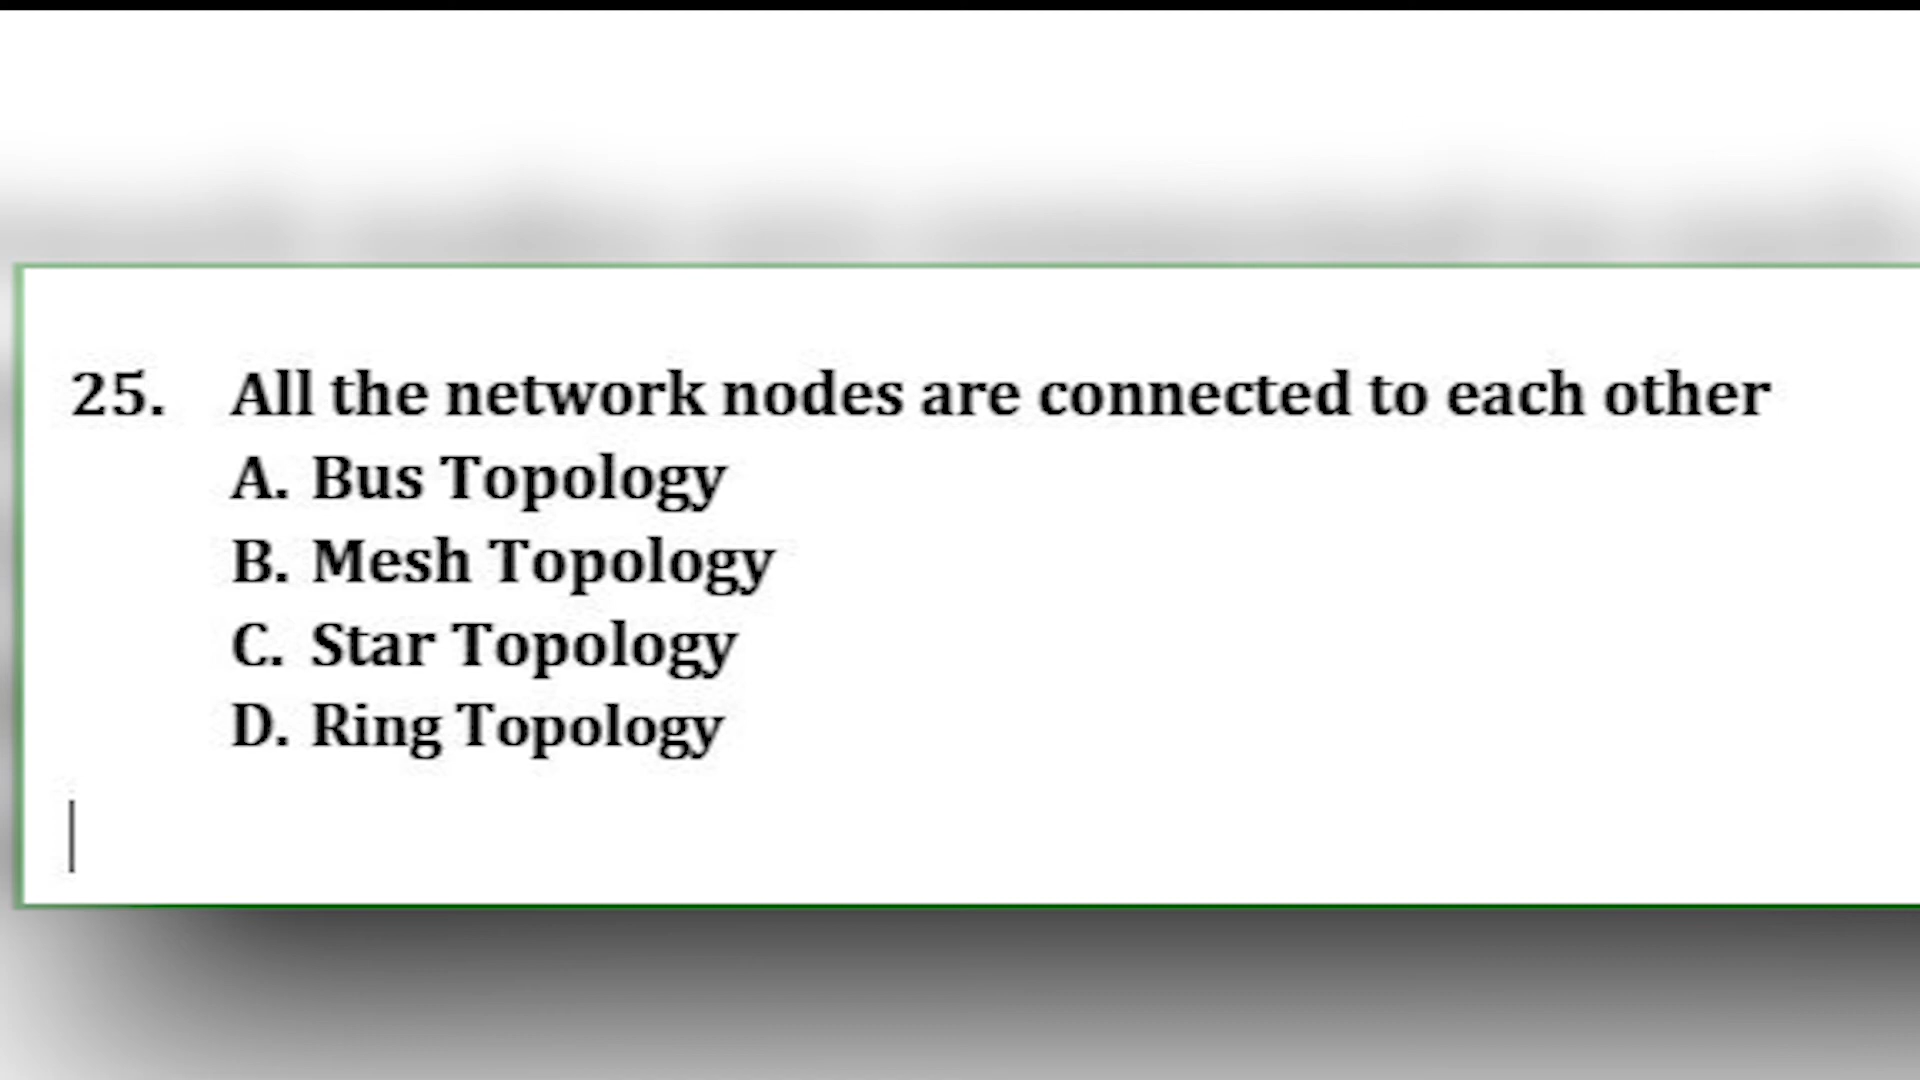 25. All the network nodes are connected to each other
A. Bus Topology
B. Mesh Topology
C. Star Topology
D. Ring Topology